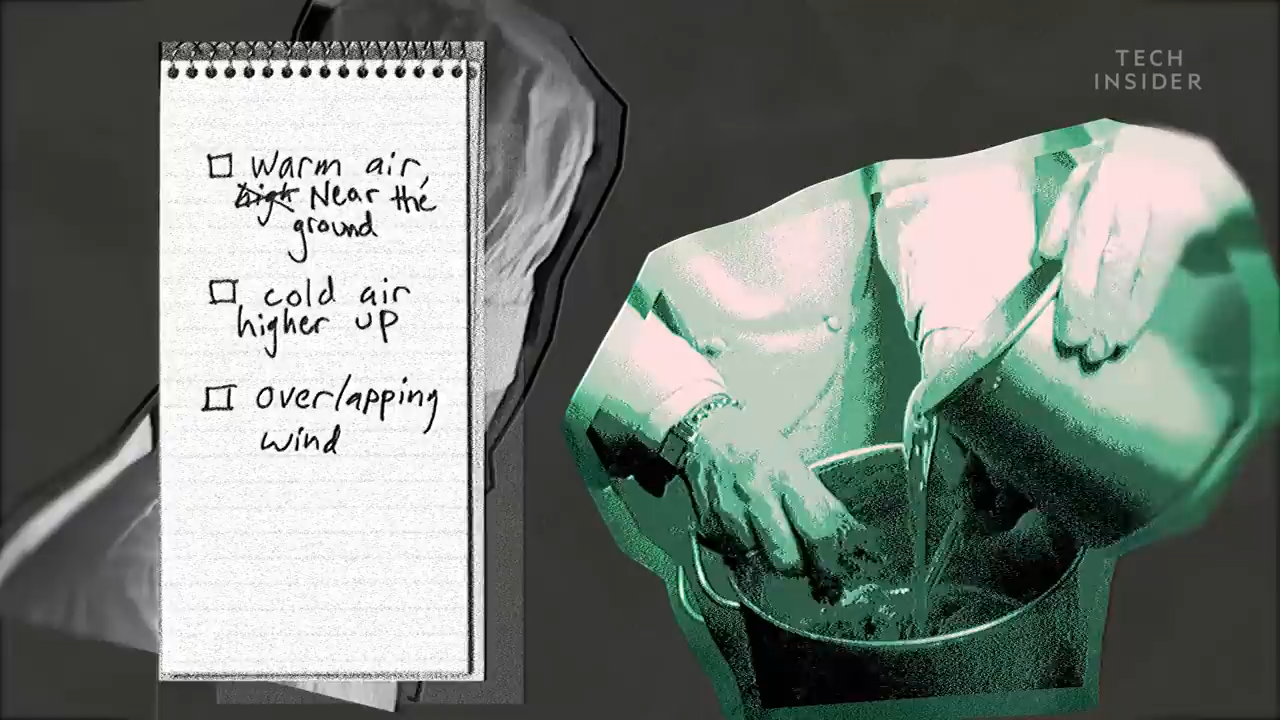 TECH
INSIDER
warm air,
high Near the
ground
cold air
higher up
overlapping
wind